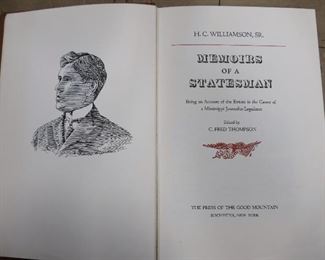 H. C. WILLIAMSON, SR.
MEMOIRS
OF A
STATESMAN
Being an Account of the Events in the Career of
a Mississippi Journalist-Legislator
Edited by
C. FRED THOMPSON
THE PRESS OF THE GOOD MOUNTAIN
ROCHESTER, NEW YORK